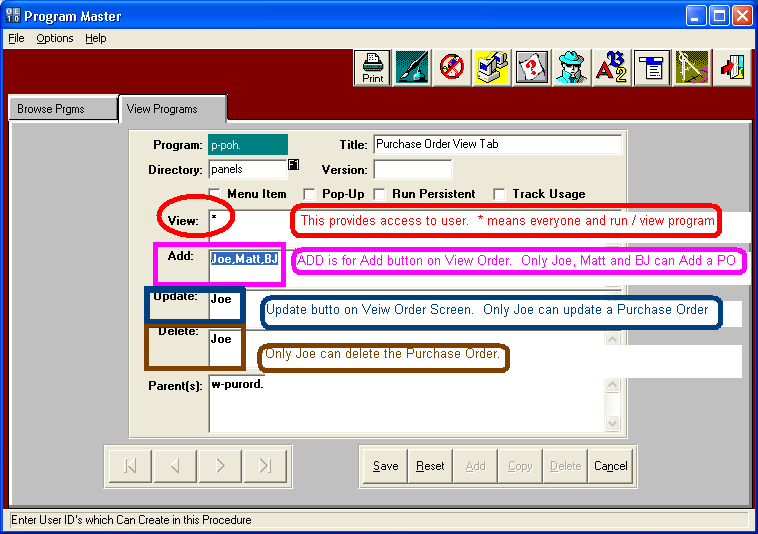 Program Master
File Options Help
Print
Browse Prgms View Programs
Program: p-poh. Title: Purchase Order View Tab
Directory: panels F1 Version:
Menu Item Pop-Up Run Persistent Track Usage
View: * This provides access to user. * means everyone and run / view program
Add: Joe,Matt,BJ ADD is for Add button on View Order. Only Joe, Matt and BJ can Add a PO
Update: Joe Update butto on Veiw Order Screen. Only Joe can update a Purchase Order
Delete: Joe Only Joe can delete the Purchase Order.
Parent(s): w-purord.
Save Reset Add Copy Delete Cancel
Enter User ID's which Can Create in this Procedure